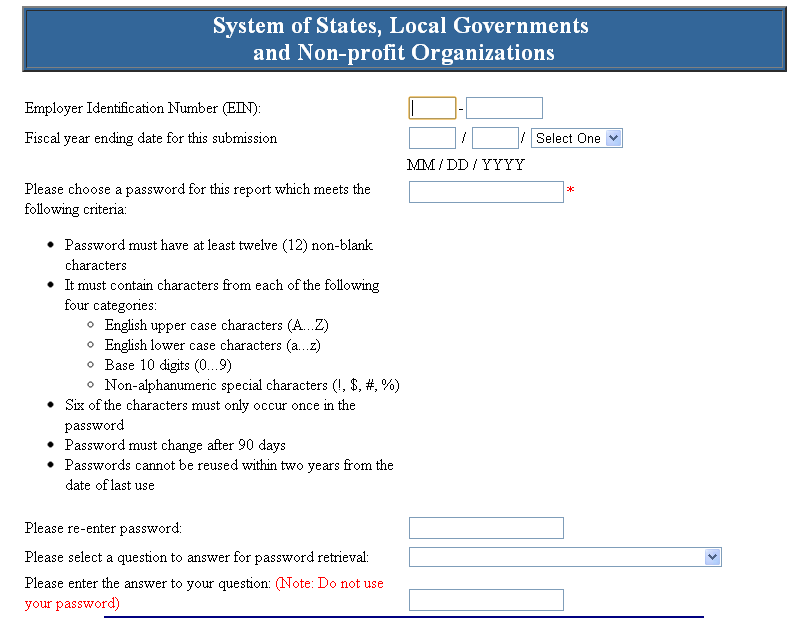 System of States, Local Governments
and Non-profit Organizations
Employer Identification Number (EIN):
-
Fiscal year ending date for this submission
/ / Select One
MM / DD / YYYY
Please choose a password for this report which meets the
following criteria:
*
• Password must have at least twelve (12) non-blank
characters
• It must contain characters from each of the following
four categories:
○ English upper case characters (A...Z)
○ English lower case characters (a...z)
○ Base 10 digits (0...9)
○ Non-alphanumeric special characters (!, $, #, %)
• Six of the characters must only occur once in the
password
• Password must change after 90 days
• Passwords cannot be reused within two years from the
date of last use
Please re-enter password:
Please select a question to answer for password retrieval:
Please enter the answer to your question: (Note: Do not use
your password)